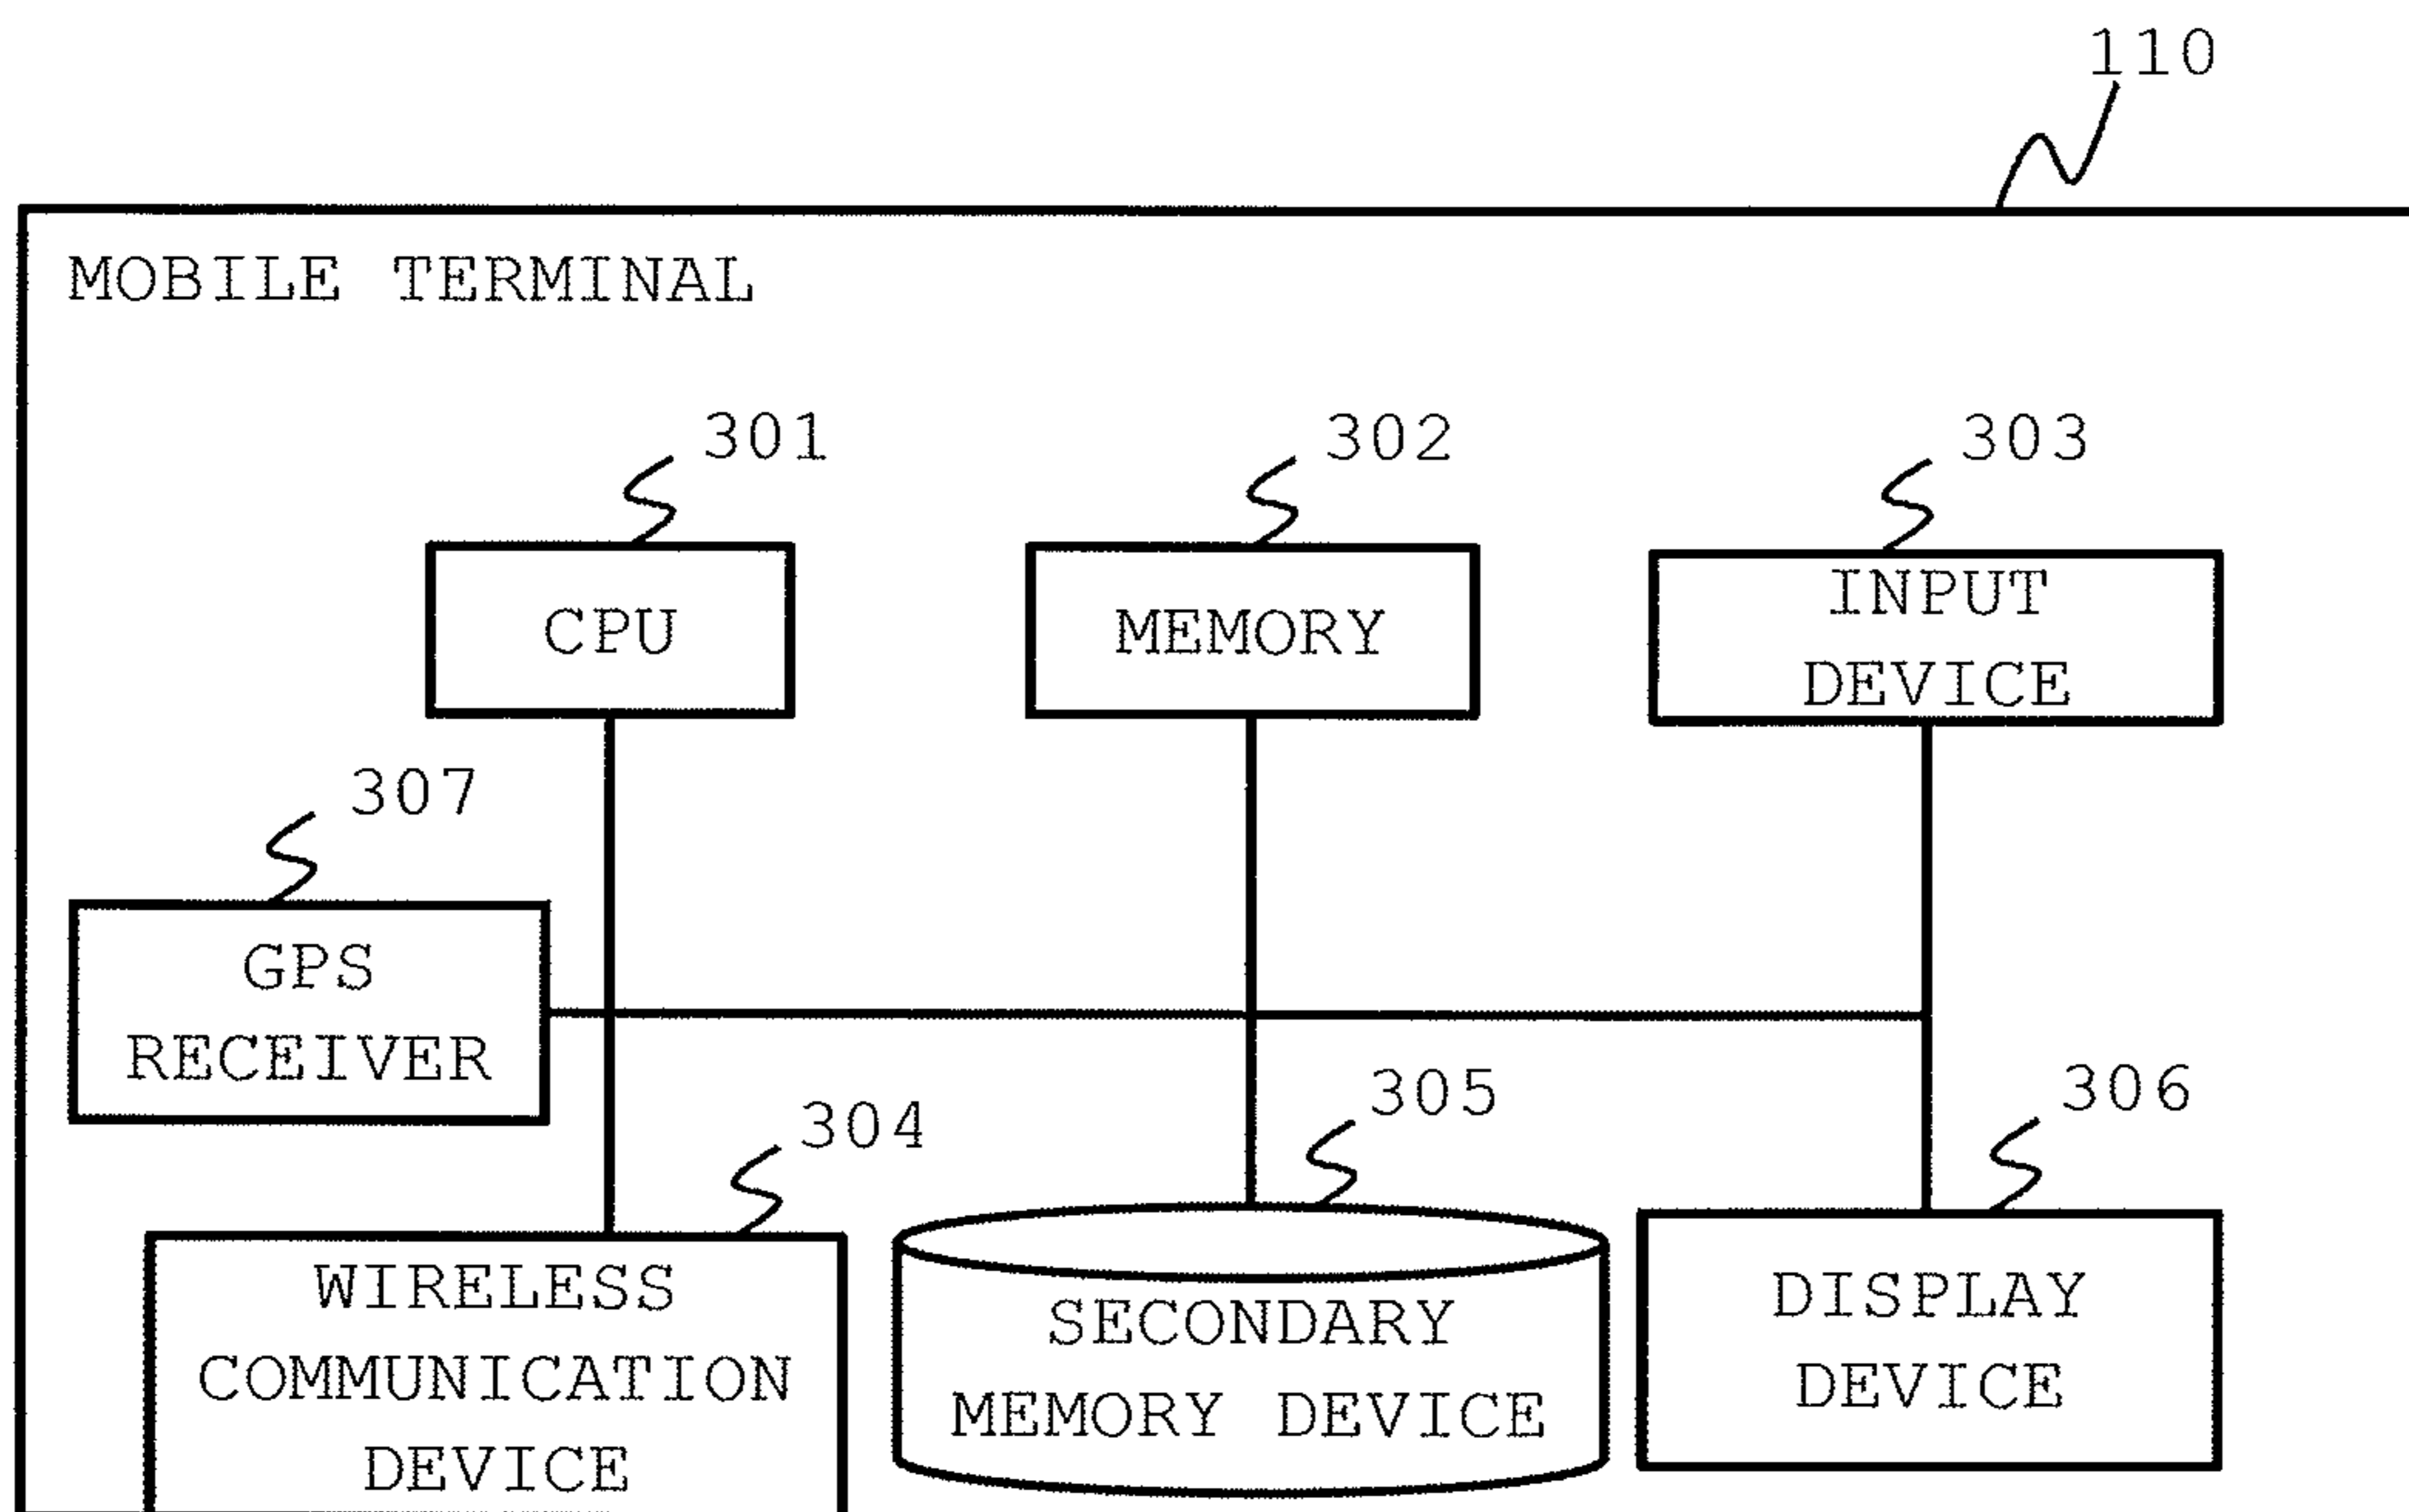 110
MOBILE TERMINAL
301
302
303
CPU
MEMORY
INPUT
DEVICE
307
GPS
RECEIVER
304
305
306
WIRELESS
COMMUNICATION
DEVICE
SECONDARY
MEMORY DEVICE
DISPLAY
DEVICE